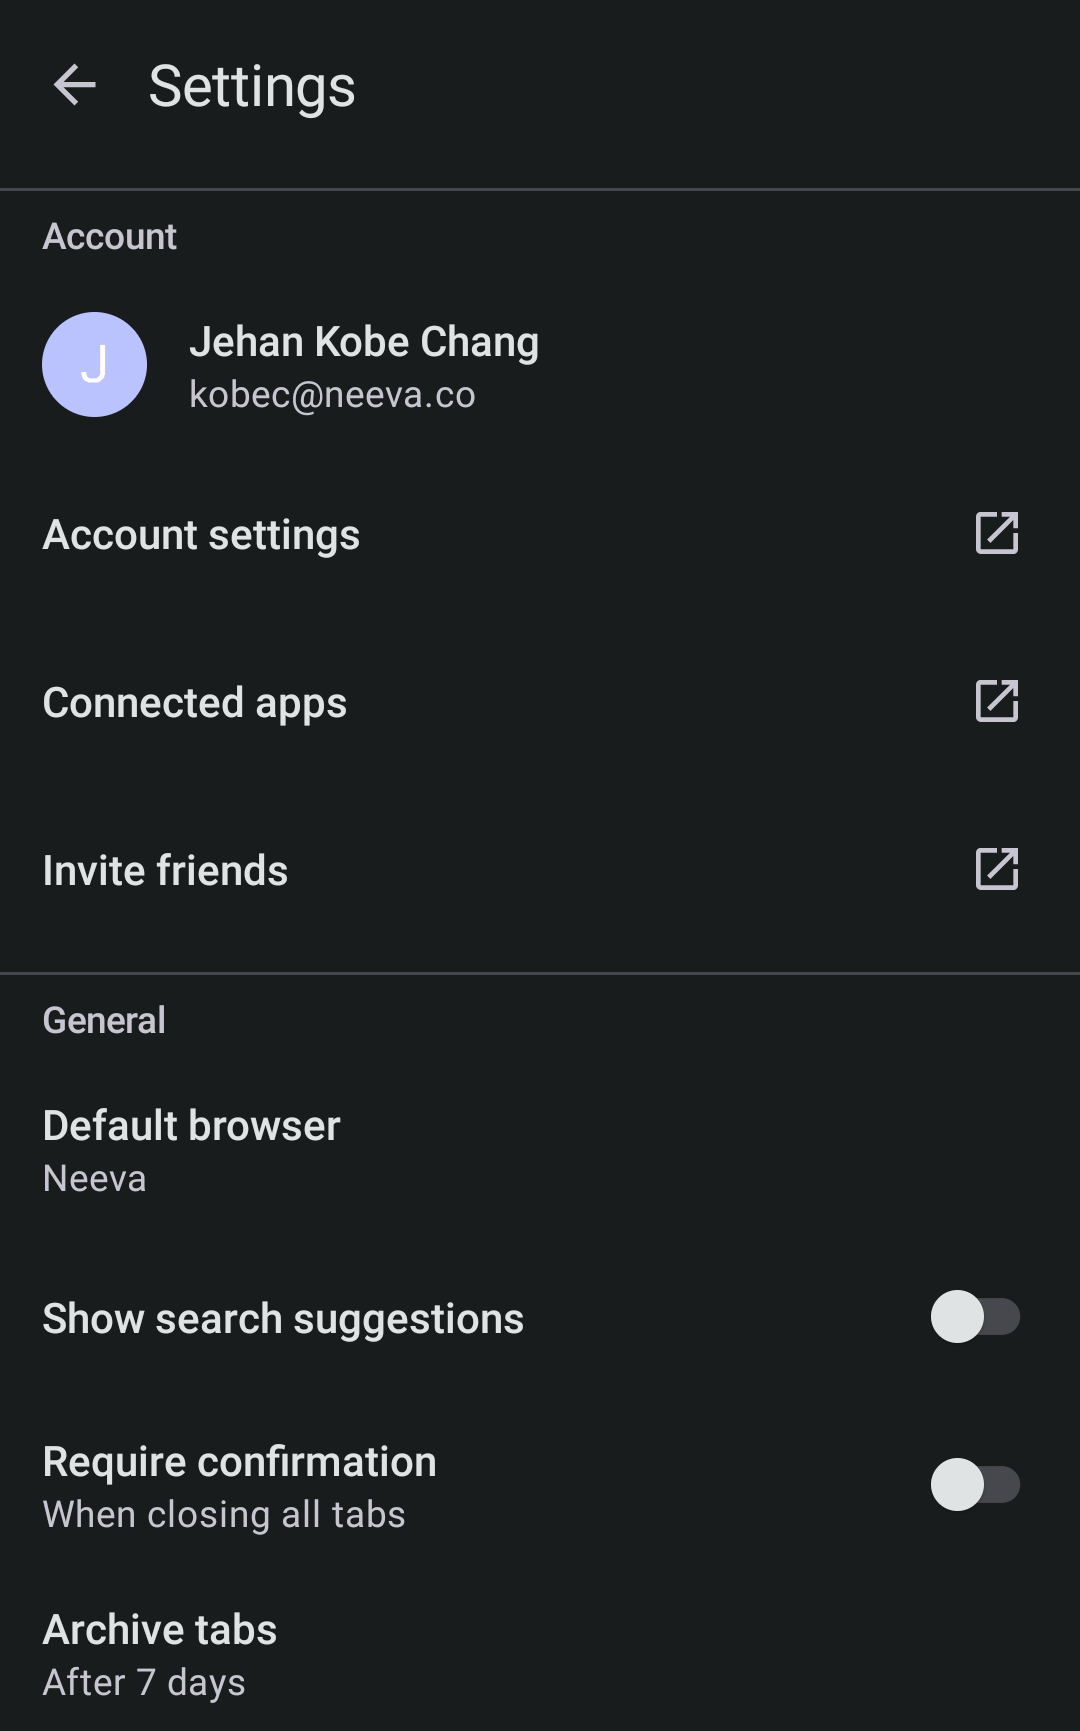 Settings
Account
J
Jehan Kobe Chang
kobec@neeva.co
Account settings
Connected apps
Invite friends
General
Default browser
Neeva
Show search suggestions
Require confirmation
When closing all tabs
Archive tabs
After 7 days